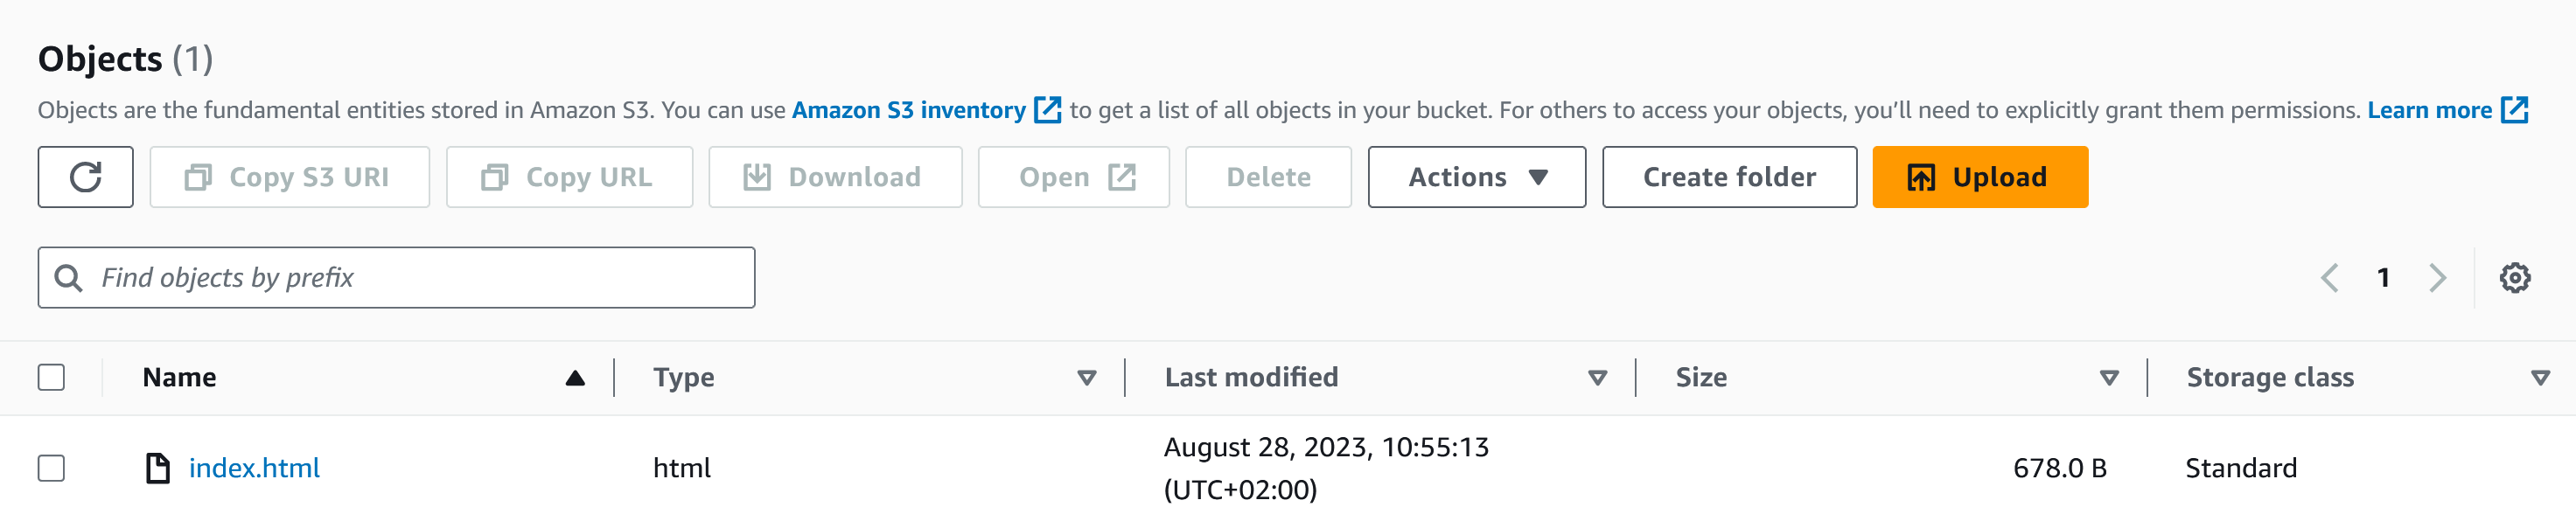 Objects (1)
Objects are the fundamental entities stored in Amazon S3. You can use Amazon S3 inventory to get a list of all objects in your bucket. For others to access your objects, you’ll need to explicitly grant them permissions. Learn more
Copy S3 URI Copy URL Download Open Delete Actions Create folder Upload
Find objects by prefix 1
Name Type Last modified Size Storage class
index.html html August 28, 2023, 10:55:13 678.0 B Standard
(UTC+02:00)